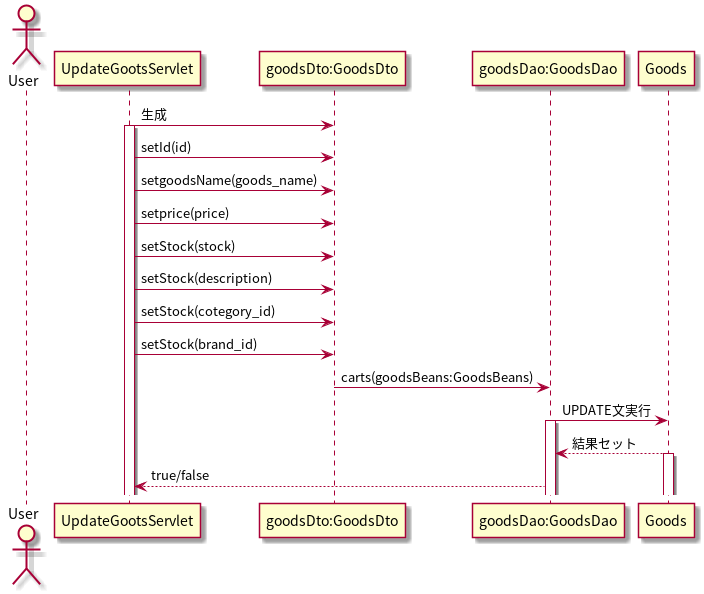 User
UpdateGootsServlet
goodsDto:GoodsDto
goodsDao:GoodsDao
Goods
生成
setId(id)
setgoodsName(goods_name)
setprice(price)
setStock(stock)
setStock(description)
setStock(cotegory_id)
setStock(brand_id)
carts(goodsBeans:GoodsBeans)
UPDATE文実行
結果セット
true/false
User
UpdateGootsServlet
goodsDto:GoodsDto
goodsDao:GoodsDao
Goods